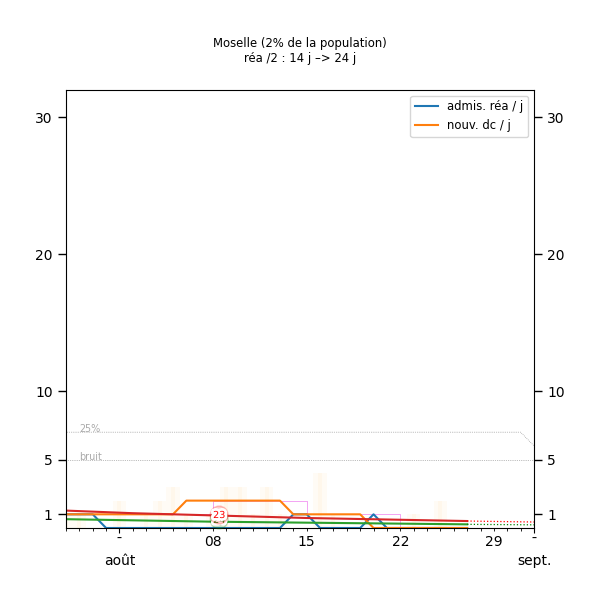 Moselle (2% de la population)
réa /2 : 14 j –> 24 j
admis. réa / j
nouv. dc / j
30
30
20
20
10
10
25%
bruit
5
5
23
1
1
-
08
15
22
29
-
août
sept.